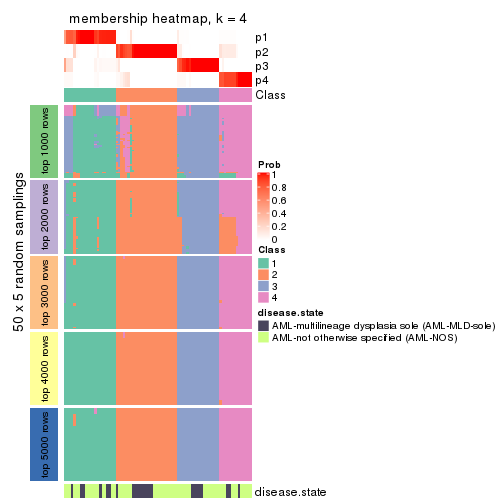 membership heatmap, k = 4
p1
p2
p3
p4
Class
50 x 5 random samplings
top 1000 rows
top 2000 rows
top 3000 rows
top 4000 rows
top 5000 rows
Prob
1
0.8
0.6
0.4
0.2
0
Class
1
2
3
4
disease.state
AML-multilineage dysplasia sole (AML-MLD-sole)
AML-not otherwise specified (AML-NOS)
disease.state